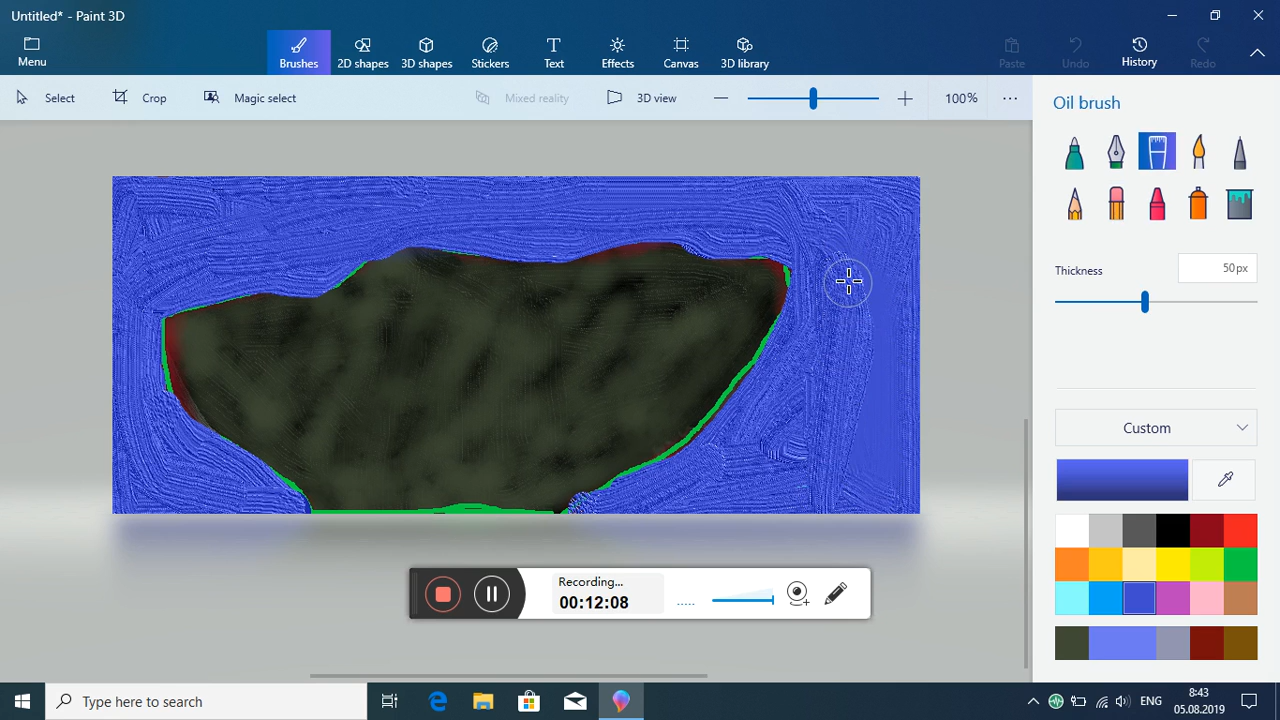 Untitled* - Paint 3D
Menu
Brushes
2D shapes
3D shapes
Stickers
Text
Effects
Canvas
3D library
Paste
Undo
History
Redo
Select
Crop
Magic select
Mixed reality
3D view
100%
Oil brush
Thickness
50px
Custom
Recording...
00:12:08
Type here to search
ENG
8:43
05.08.2019